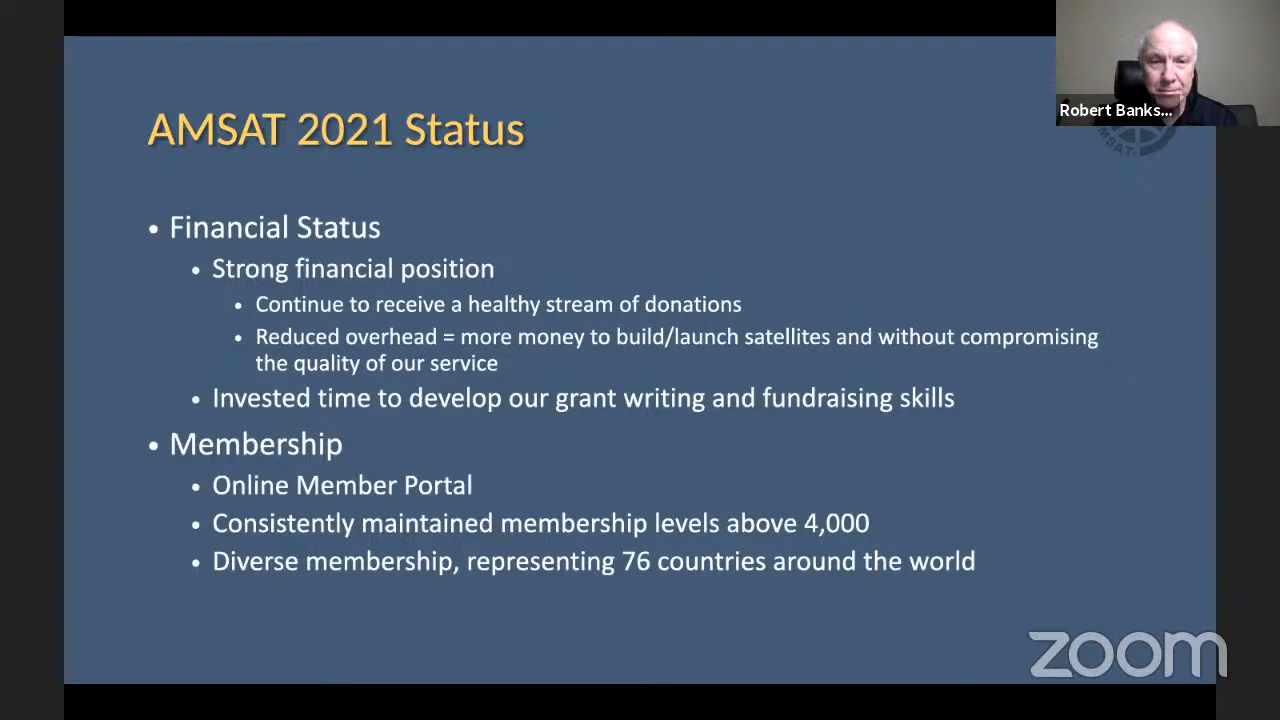 Robert Banks...
AMSAT
AMSAT 2021 Status
• Financial Status
• Strong financial position
• Continue to receive a healthy stream of donations
• Reduced overhead = more money to build/launch satellites and without compromising
the quality of our service
• Invested time to develop our grant writing and fundraising skills
• Membership
• Online Member Portal
• Consistently maintained membership levels above 4,000
• Diverse membership, representing 76 countries around the world
zoom